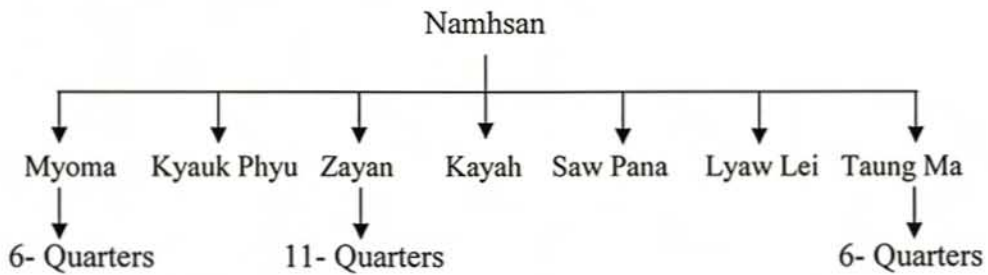 Namhsan
Myoma Kyauk Phyu Zayan Kayah Saw Pana Lyaw Lei Taung Ma
6- Quarters 11- Quarters 6- Quarters